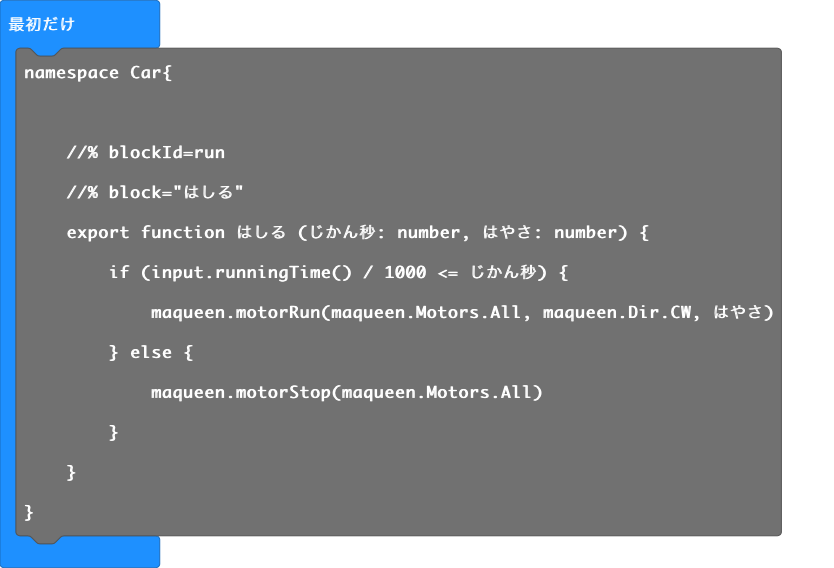 最初だけ
namespace Car{
//% blockId=run
//% block="はしる"
export function はしる (じかん秒: number, はやさ: number) {
if (input.runningTime() / 1000 <= じかん秒) {
maqueen.motorRun(maqueen.Motors.All, maqueen.Dir.CW, はやさ)
} else {
maqueen.motorStop(maqueen.Motors.All)
}
}
}